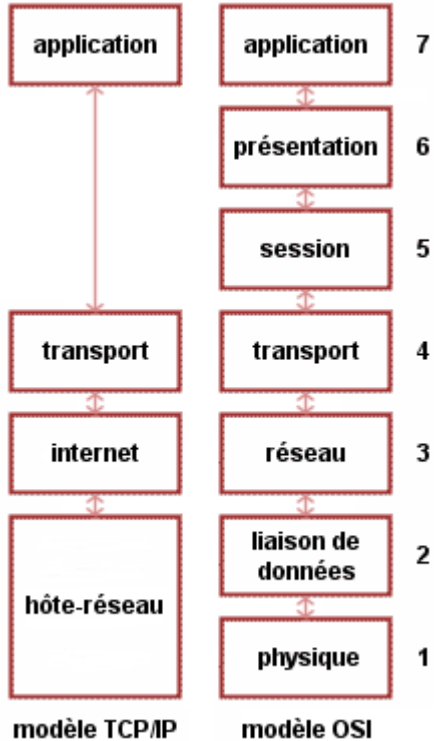 application
application
7
présentation
6
session
5
transport
transport
4
internet
réseau
3
liaison de
données
2
hôte-réseau
physique
1
modèle TCP/IP
modèle OSI